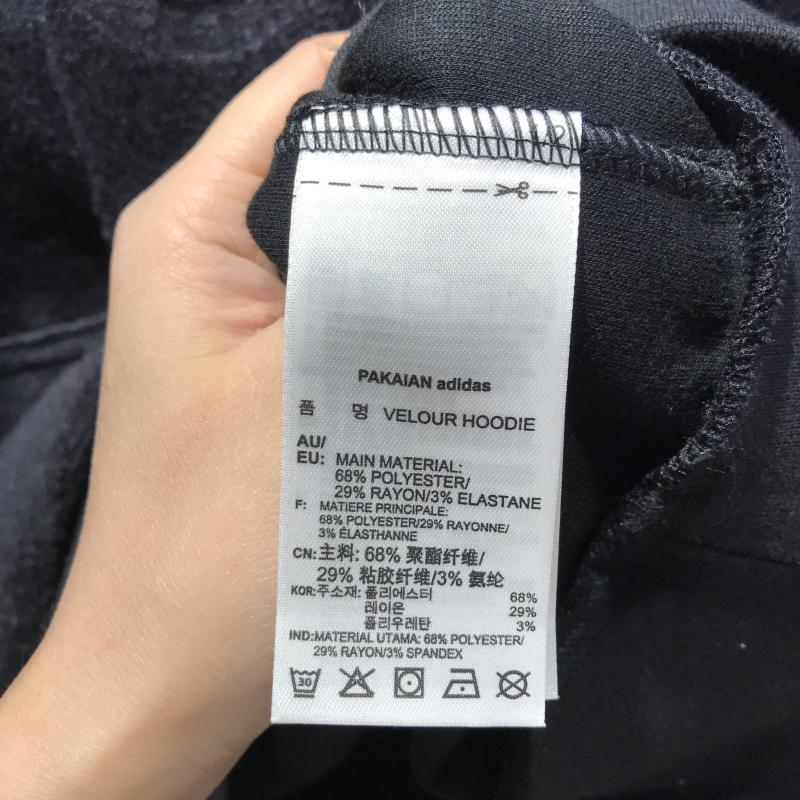 PAKAIAN adidas
품 명 VELOUR HOODIE
AU/
EU: MAIN MATERIAL:
68% POLYESTER/
29% RAYON/3% ELASTANE
F: MATIERE PRINCIPALE:
68% POLYESTER/29% RAYONNE/
3% ÉLASTHANNE
CN:主料: 68% 聚酯纤维/
29% 粘胶纤维/3% 氨纶
KOR:주소재: 폴리에스터 68%
레이온 29%
폴리우레탄 3%
IND:MATERIAL UTAMA: 68% POLYESTER/
29% RAYON/3% SPANDEX
30